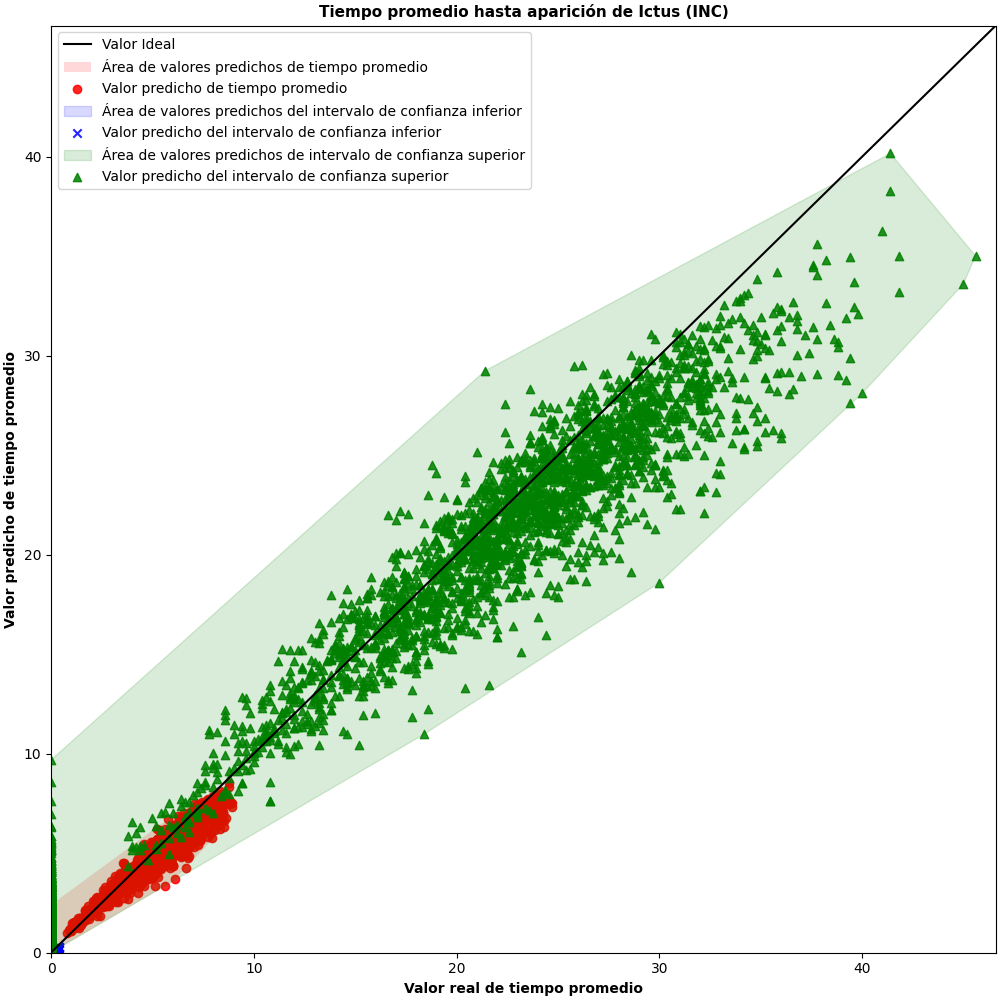 Tiempo promedio hasta aparición de Ictus (INC)
Valor Ideal
Área de valores predichos de tiempo promedio
Valor predicho de tiempo promedio
Área de valores predichos del intervalo de confianza inferior
Valor predicho del intervalo de confianza inferior
Área de valores predichos de intervalo de confianza superior
Valor predicho del intervalo de confianza superior
Valor predicho de tiempo promedio
40
30
20
10
0
0 10 20 30 40
Valor real de tiempo promedio